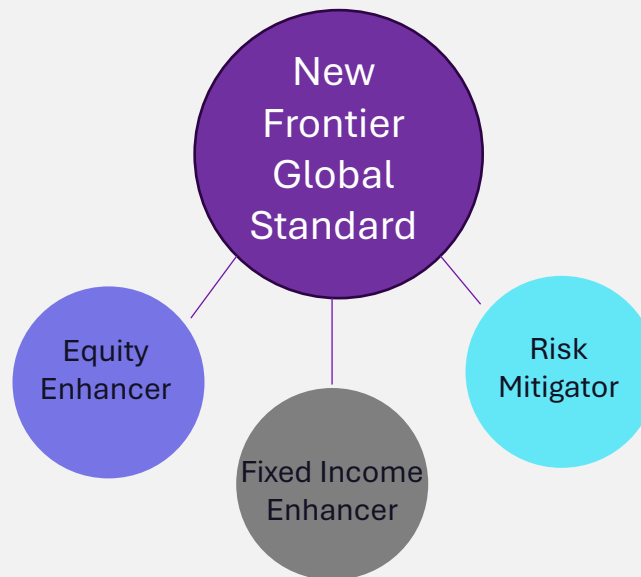 New
Frontier
Global
Standard
Equity
Enhancer
Risk
Mitigator
Fixed Income
Enhancer